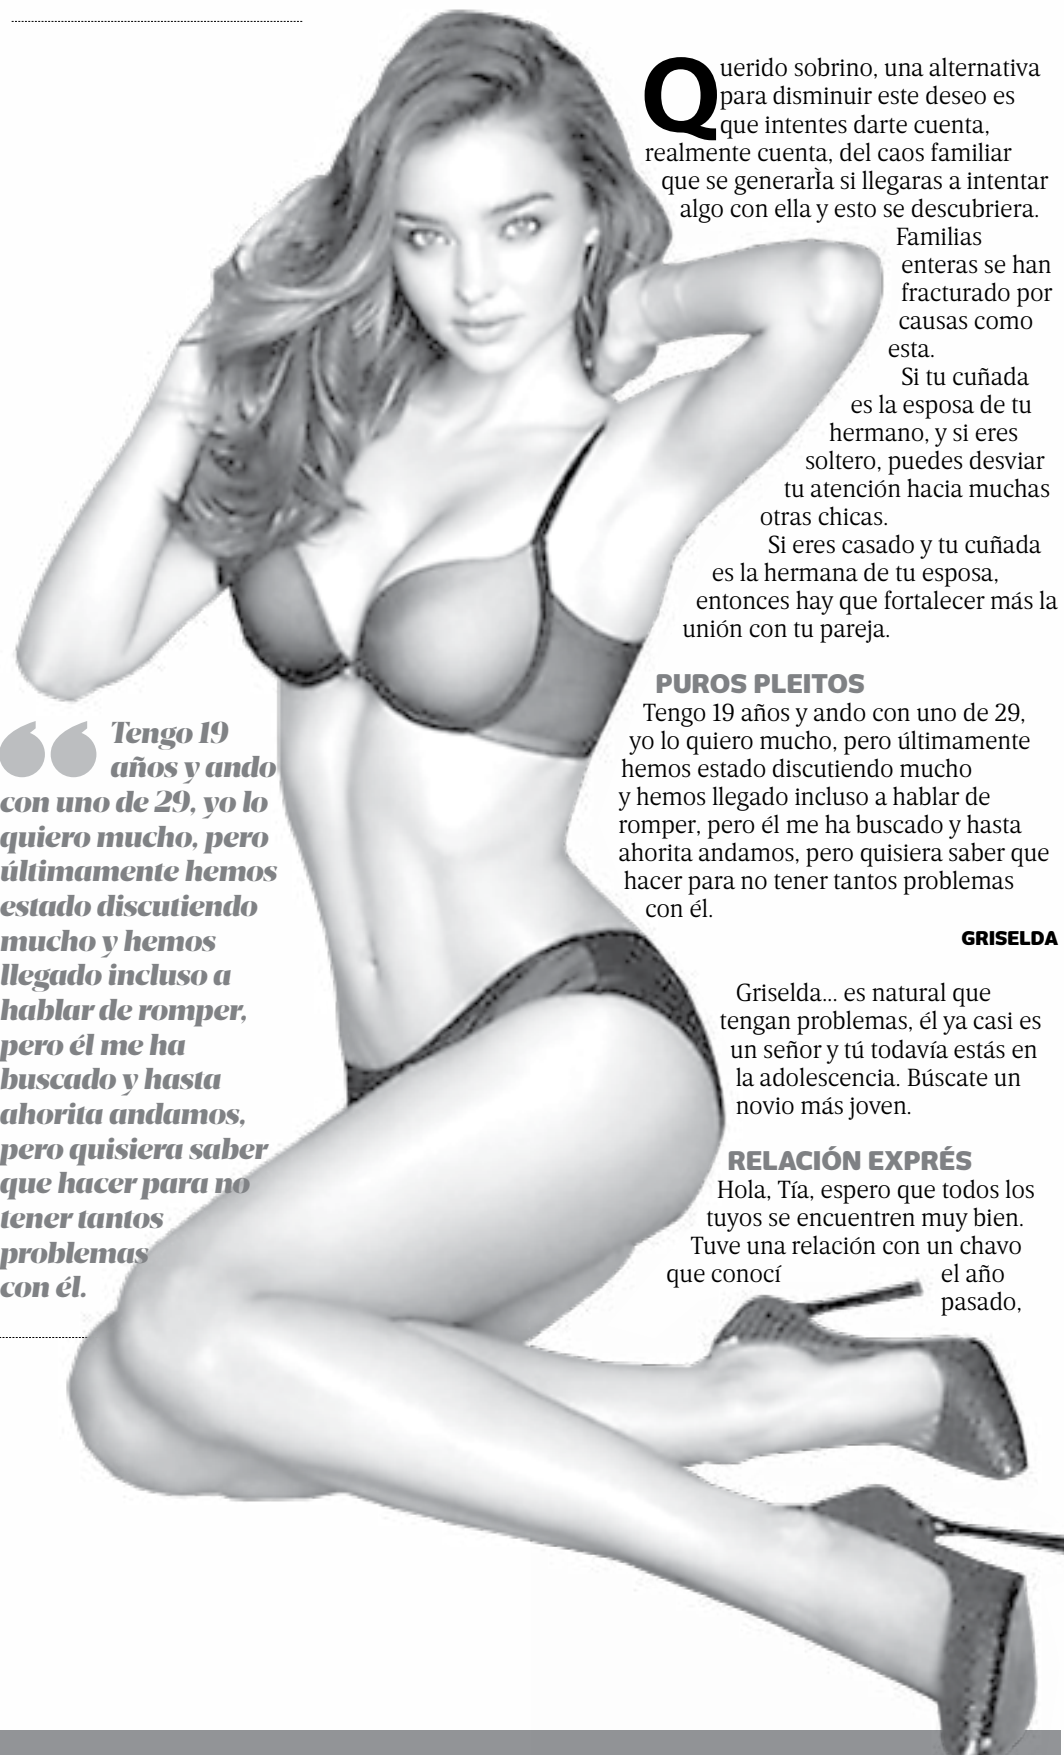 Querido sobrino, una alternativa
para disminuir este deseo es
que intentes darte cuenta,
realmente cuenta, del caos familiar
que se generarÌa si llegaras a intentar
algo con ella y esto se descubriera.
Familias
enteras se han
fracturado por
causas como
esta.
Si tu cuñada
es la esposa de tu
hermano, y si eres
soltero, puedes desviar
tu atención hacia muchas
otras chicas.
Si eres casado y tu cuñada
es la hermana de tu esposa,
entonces hay que fortalecer más la
unión con tu pareja.
PUROS PLEITOS
Tengo 19 años y ando con uno de 29,
yo lo quiero mucho, pero últimamente
hemos estado discutiendo mucho
y hemos llegado incluso a hablar de
romper, pero él me ha buscado y hasta
ahorita andamos, pero quisiera saber que
hacer para no tener tantos problemas
con él.
GRISELDA
Griselda... es natural que
tengan problemas, él ya casi es
un señor y tú todavía estás en
la adolescencia. Búscate un
novio más joven.
RELACIÓN EXPRÉS
Hola, Tía, espero que todos los
tuyos se encuentren muy bien.
Tuve una relación con un chavo
que conocí el año
pasado,
“Tengo 19
años y ando
con uno de 29, yo lo
quiero mucho, pero
últimamente hemos
estado discutiendo
mucho y hemos
llegado incluso a
hablar de romper,
pero él me ha
buscado y hasta
ahorita andamos,
pero quisiera saber
que hacer para no
tener tantos
problemas
con él.